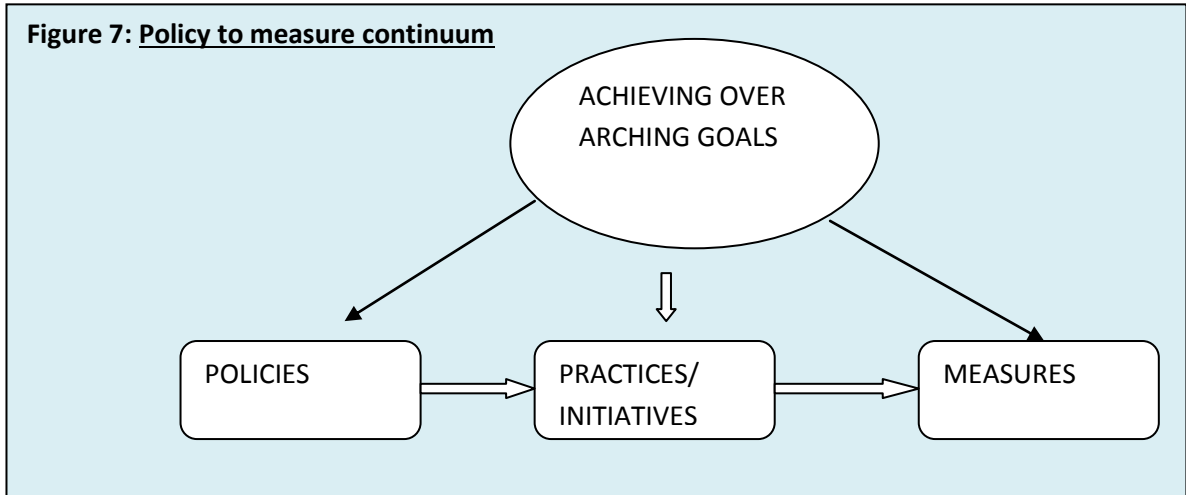 Figure 7: Policy to measure continuum
ACHIEVING OVER
ARCHING GOALS
POLICIES
PRACTICES/
INITIATIVES
MEASURES